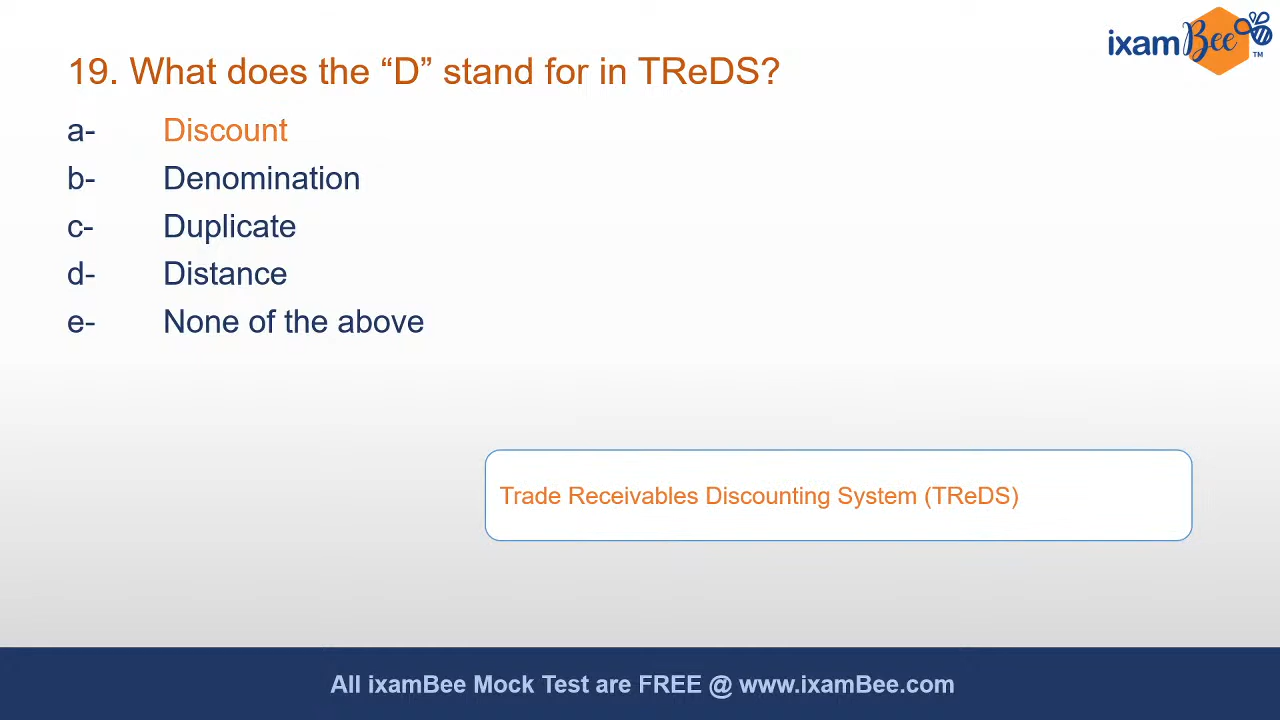 ixamBee™
19. What does the “D” stand for in TReDS?
a- Discount
b- Denomination
c- Duplicate
d- Distance
e- None of the above
Trade Receivables Discounting System (TReDS)
All ixamBee Mock Test are FREE @ www.ixamBee.com